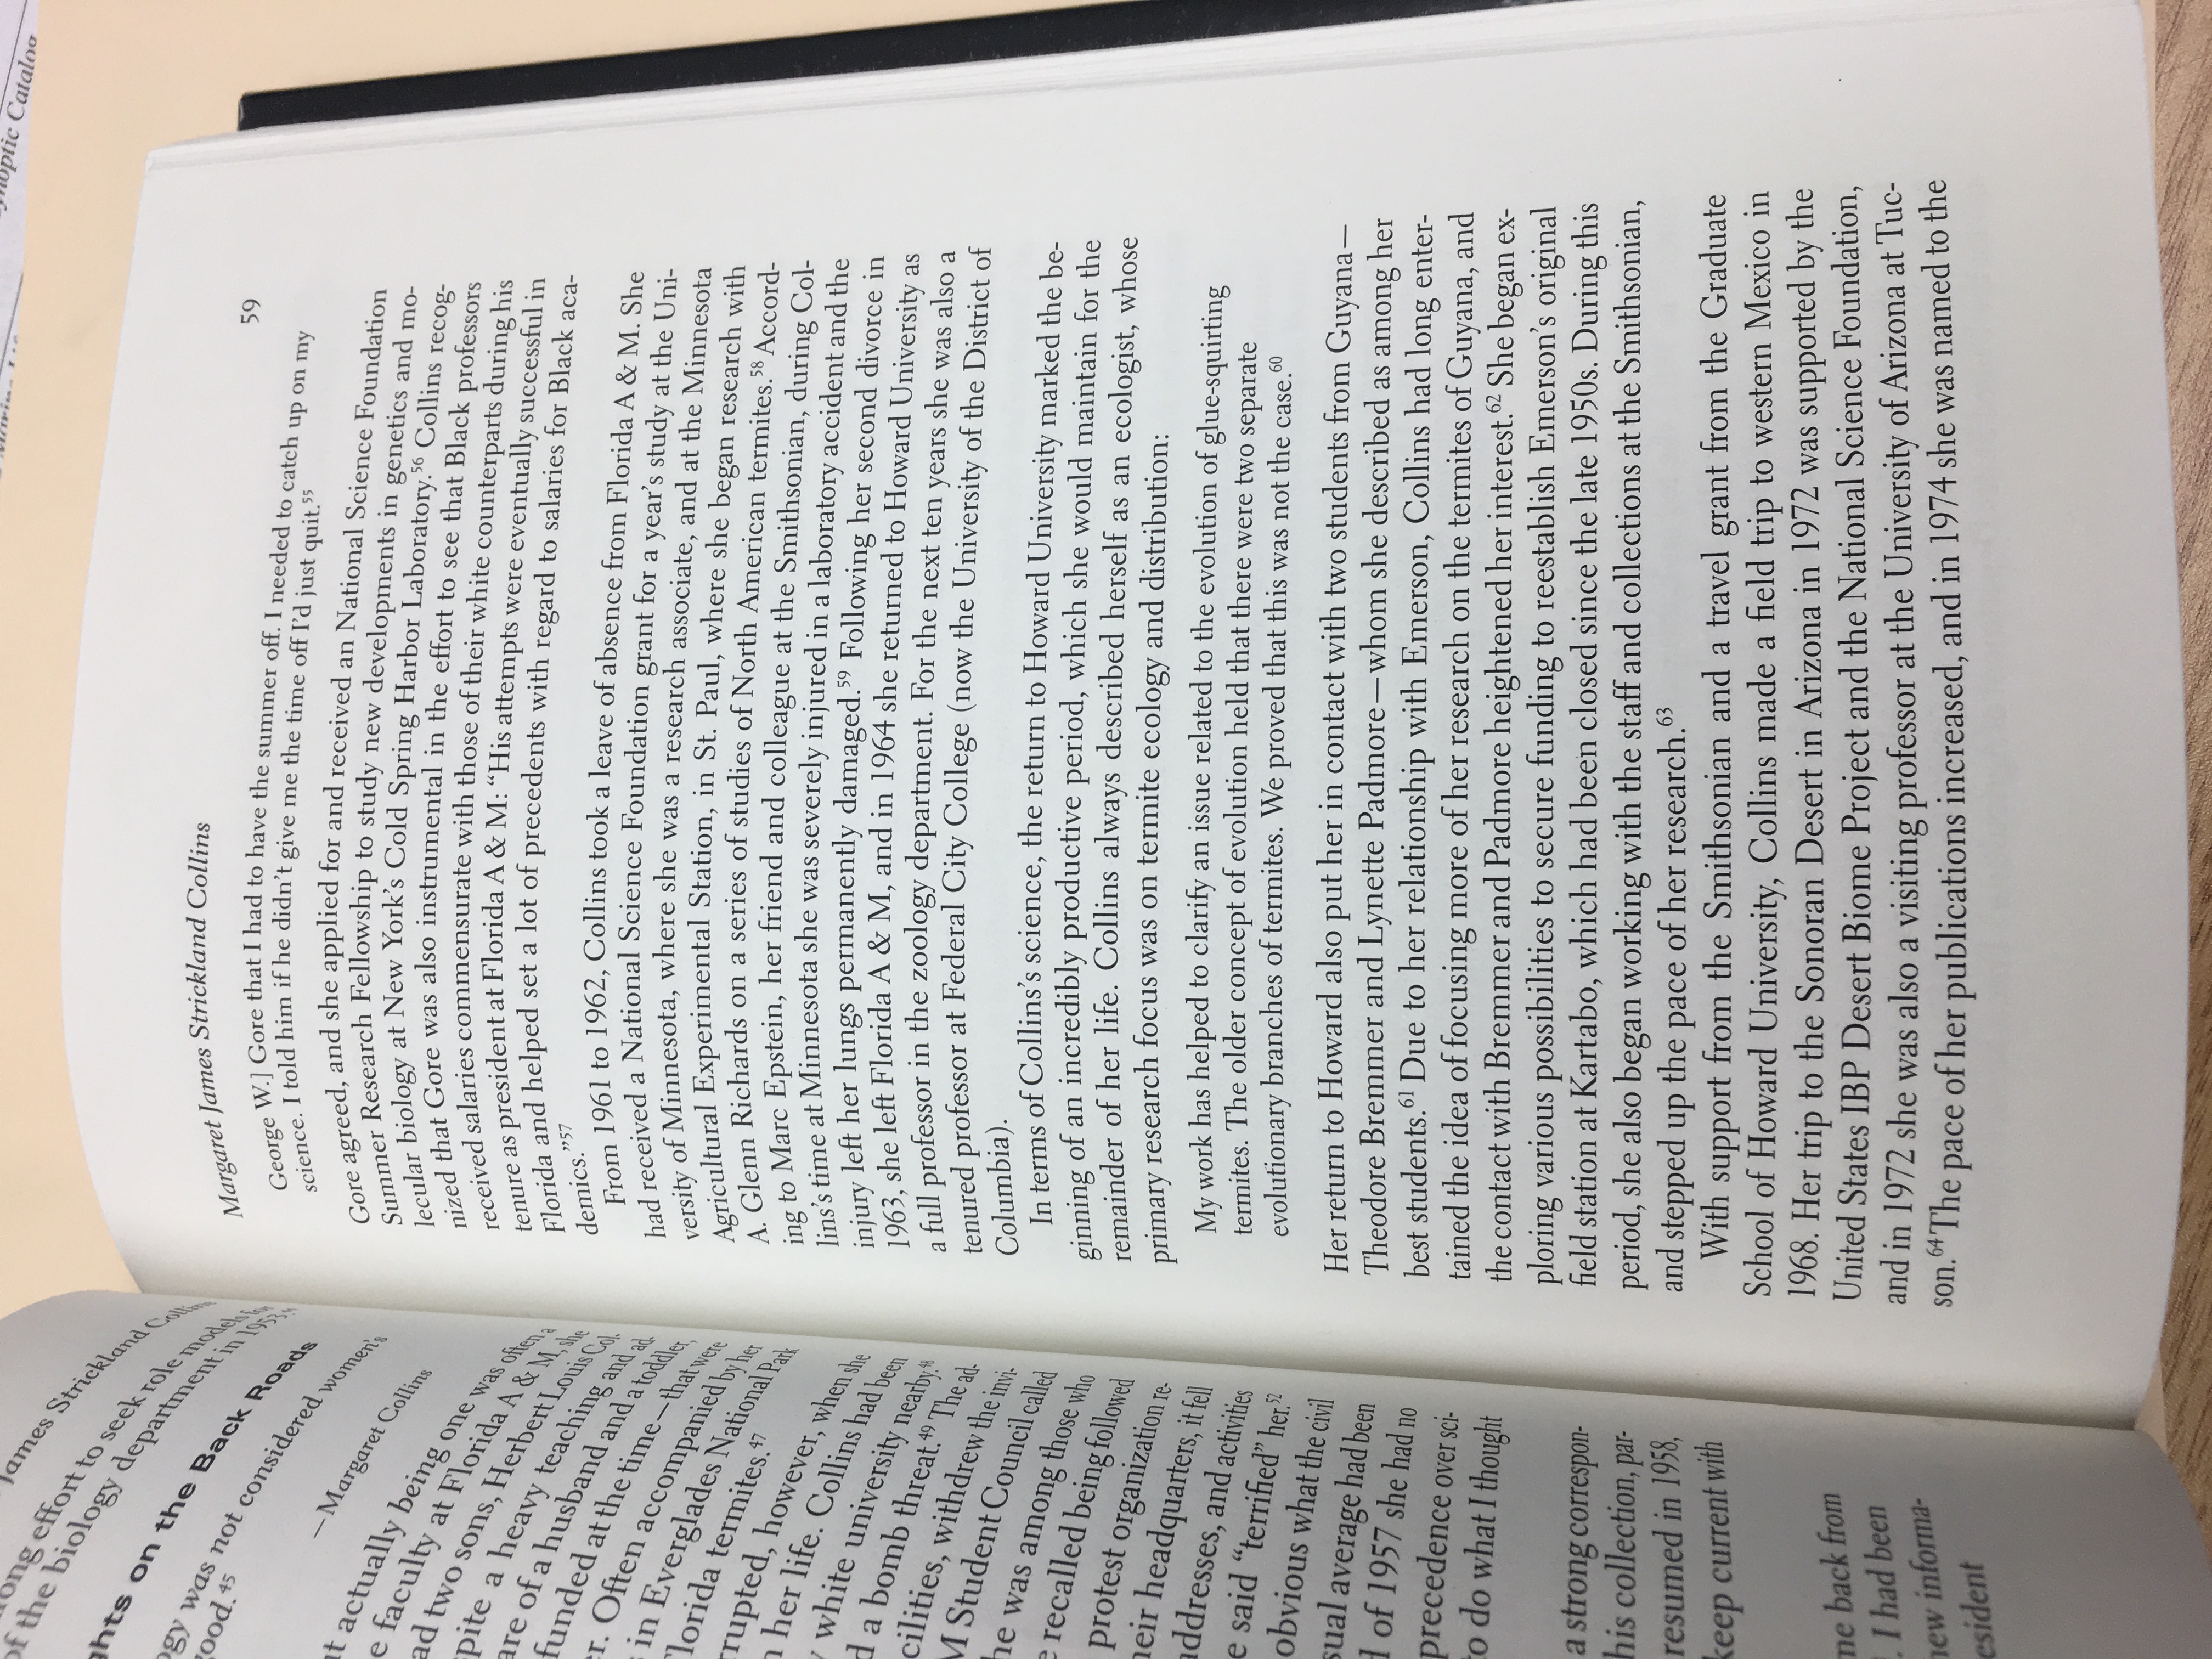 ynoptic Catalog
James Strickland Collins
ong effort to seek role models for
of the biology department in 1953.
ghts on the Back Roads
ogy was not considered women's
good.⁴⁵
—Margaret Collins
t actually being one was often a
e faculty at Florida A & M, she
ad two sons, Herbert Louis Col-
pite a heavy teaching and ad-
are of a husband and a toddler,
funded at the time—that were
er. Often accompanied by her
s in Everglades National Park
Florida termites.⁴⁷
rrupted, however, when she
n her life. Collins had been
y white university nearby.⁴⁸
d a bomb threat.⁴⁹ The ad-
cilities, withdrew the invi-
M Student Council called
he was among those who
e recalled being followed
protest organization re-
heir headquarters, it fell
addresses, and activities
e said “terrified” her.⁵²
obvious what the civil
sual average had been
d of 1957 she had no
precedence over sci-
to do what I thought
a strong correspon-
his collection, par-
resumed in 1958,
keep current with
me back from
. I had been
new informa-
esident
Margaret James Strickland Collins
59
George W.] Gore that I had to have the summer off. I needed to catch up on my
science. I told him if he didn’t give me the time off I’d just quit.⁵⁵
Gore agreed, and she applied for and received an National Science Foundation
Summer Research Fellowship to study new developments in genetics and mo-
lecular biology at New York’s Cold Spring Harbor Laboratory.⁵⁶ Collins recog-
nized that Gore was also instrumental in the effort to see that Black professors
received salaries commensurate with those of their white counterparts during his
tenure as president at Florida A & M: “His attempts were eventually successful in
Florida and helped set a lot of precedents with regard to salaries for Black aca-
demics.”⁵⁷
From 1961 to 1962, Collins took a leave of absence from Florida A & M. She
had received a National Science Foundation grant for a year’s study at the Uni-
versity of Minnesota, where she was a research associate, and at the Minnesota
Agricultural Experimental Station, in St. Paul, where she began research with
A. Glenn Richards on a series of studies of North American termites.⁵⁸ Accord-
ing to Marc Epstein, her friend and colleague at the Smithsonian, during Col-
lins’s time at Minnesota she was severely injured in a laboratory accident and the
injury left her lungs permanently damaged.⁵⁹ Following her second divorce in
1963, she left Florida A & M, and in 1964 she returned to Howard University as
a full professor in the zoology department. For the next ten years she was also a
tenured professor at Federal City College (now the University of the District of
Columbia).
In terms of Collins’s science, the return to Howard University marked the be-
ginning of an incredibly productive period, which she would maintain for the
remainder of her life. Collins always described herself as an ecologist, whose
primary research focus was on termite ecology and distribution:
My work has helped to clarify an issue related to the evolution of glue-squirting
termites. The older concept of evolution held that there were two separate
evolutionary branches of termites. We proved that this was not the case.⁶⁰
Her return to Howard also put her in contact with two students from Guyana—
Theodore Bremmer and Lynette Padmore—whom she described as among her
best students.⁶¹ Due to her relationship with Emerson, Collins had long enter-
tained the idea of focusing more of her research on the termites of Guyana, and
the contact with Bremmer and Padmore heightened her interest.⁶² She began ex-
ploring various possibilities to secure funding to reestablish Emerson’s original
field station at Kartabo, which had been closed since the late 1950s. During this
period, she also began working with the staff and collections at the Smithsonian,
and stepped up the pace of her research.⁶³
With support from the Smithsonian and a travel grant from the Graduate
School of Howard University, Collins made a field trip to western Mexico in
1968. Her trip to the Sonoran Desert in Arizona in 1972 was supported by the
United States IBP Desert Biome Project and the National Science Foundation,
and in 1972 she was also a visiting professor at the University of Arizona at Tuc-
son.⁶⁴ The pace of her publications increased, and in 1974 she was named to the